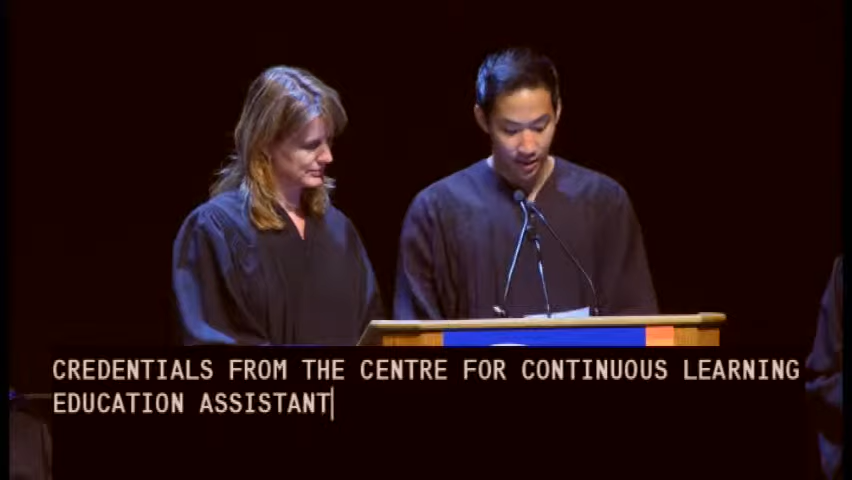 CREDENTIALS FROM THE CENTRE FOR CONTINUOUS LEARNING
EDUCATION ASSISTANT